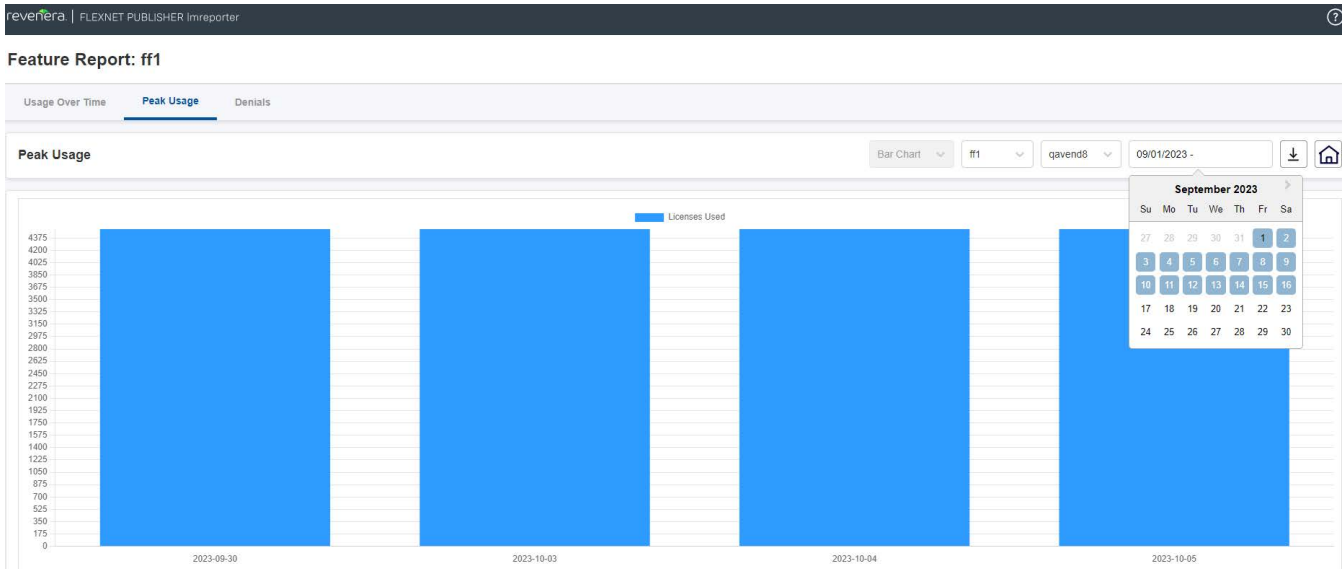 revenera. | FLEXNET PUBLISHER lmreporter
?
Feature Report: ff1
Usage Over Time Peak Usage Denials
Peak Usage
Bar Chart ff1 qavend8 09/01/2023 -
September 2023
Su Mo Tu We Th Fr Sa
27 28 29 30 31 1 2
3 4 5 6 7 8 9
10 11 12 13 14 15 16
17 18 19 20 21 22 23
24 25 26 27 28 29 30
Licenses Used
4375
4200
4025
3850
3675
3500
3325
3150
2975
2800
2625
2450
2275
2100
1925
1750
1575
1400
1225
1050
875
700
525
350
175
0
2023-09-30 2023-10-03 2023-10-04 2023-10-05